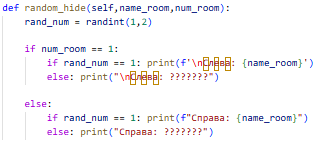 def random_hide(self,name_room,num_room):
    rand_num = randint(1,2)

    if num_room == 1:
        if rand_num == 1: print(f'\nСлева: {name_room}')
        else: print("\nСлева: ???????")

    else:
        if rand_num == 1: print(f"Справа: {name_room}")
        else: print("Справа: ???????")